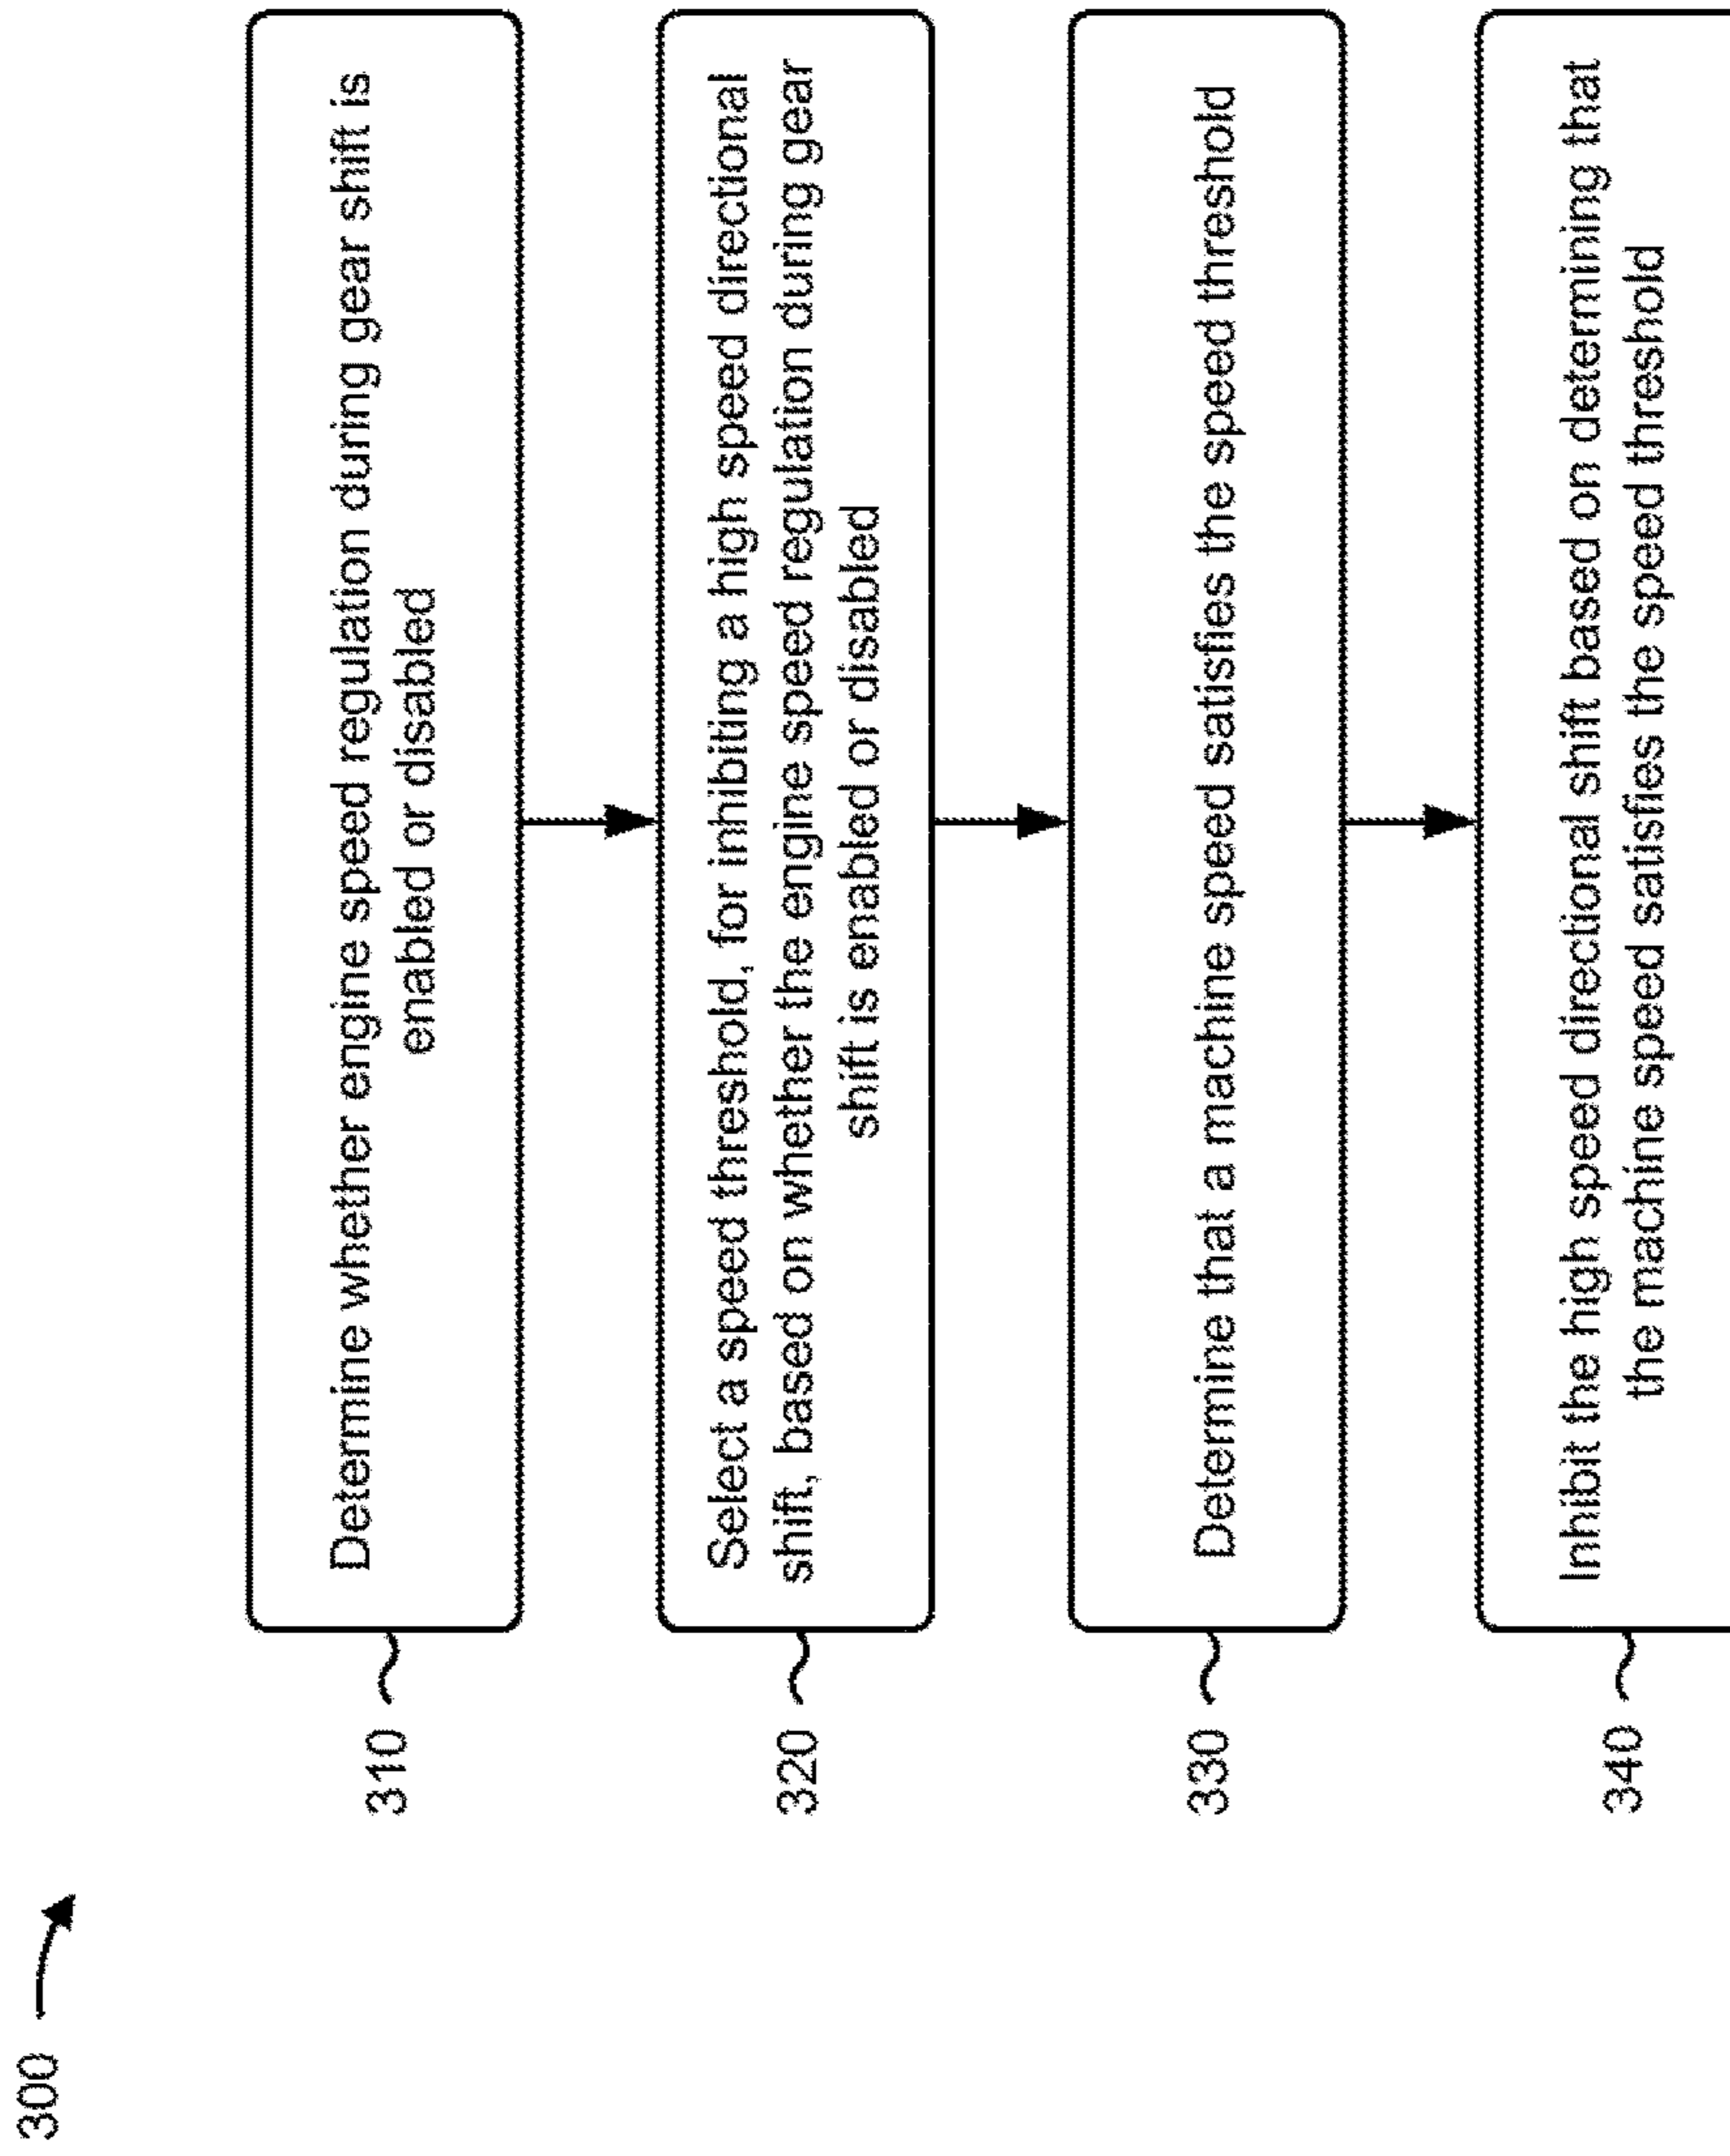 300
310
Determine whether engine speed regulation during gear shift is
enabled or disabled
320
Select a speed threshold, for inhibiting a high speed directional
shift, based on whether the engine speed regulation during gear
shift is enabled or disabled
330
Determine that a machine speed satisfies the speed threshold
340
Inhibit the high speed directional shift based on determining that
the machine speed satisfies the speed threshold